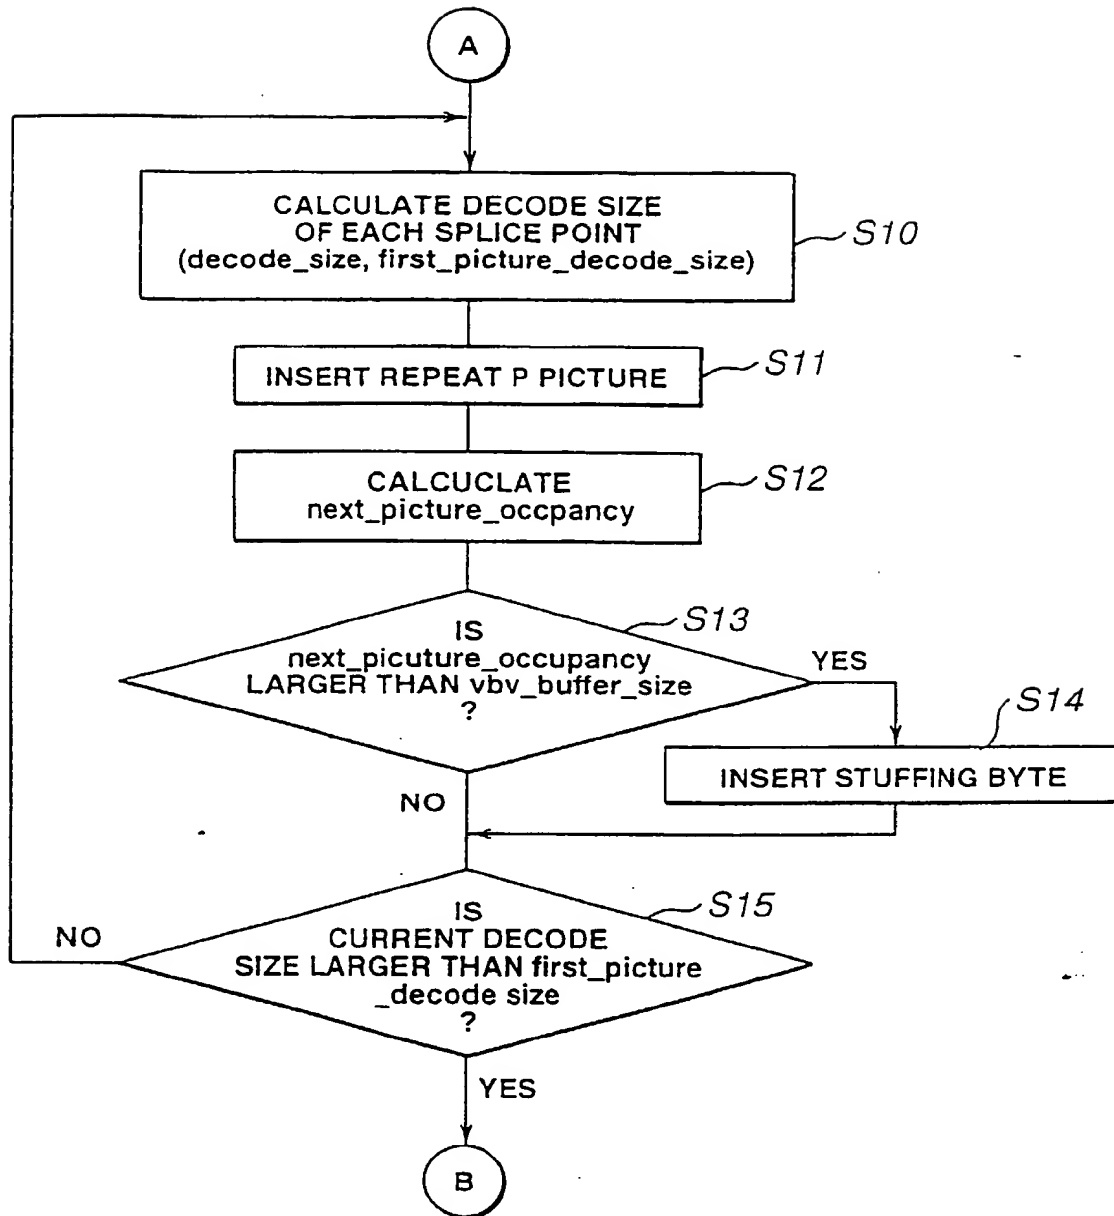 A
CALCULATE DECODE SIZE
OF EACH SPLICE POINT
(decode_size, first_picture_decode_size)
S10
INSERT REPEAT P PICTURE
S11
CALCUCLATE
next_picture_occpancy
S12
IS
next_picuture_occupancy
LARGER THAN vbv_buffer_size
?
S13
YES
S14
INSERT STUFFING BYTE
NO
IS
CURRENT DECODE
SIZE LARGER THAN first_picture
_decode size
?
S15
NO
YES
B